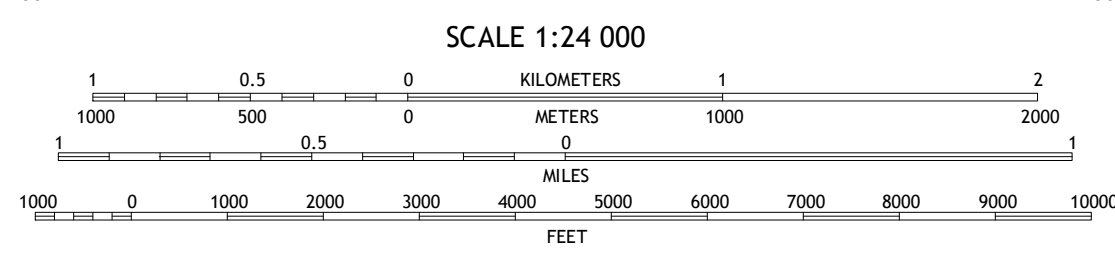 SCALE 1:24 000
1 0.5 0 KILOMETERS 1 2
1000 500 0 METERS 1000 2000
1 0.5 0 1
MILES
1000 0 1000 2000 3000 4000 5000 6000 7000 8000 9000 10000
FEET